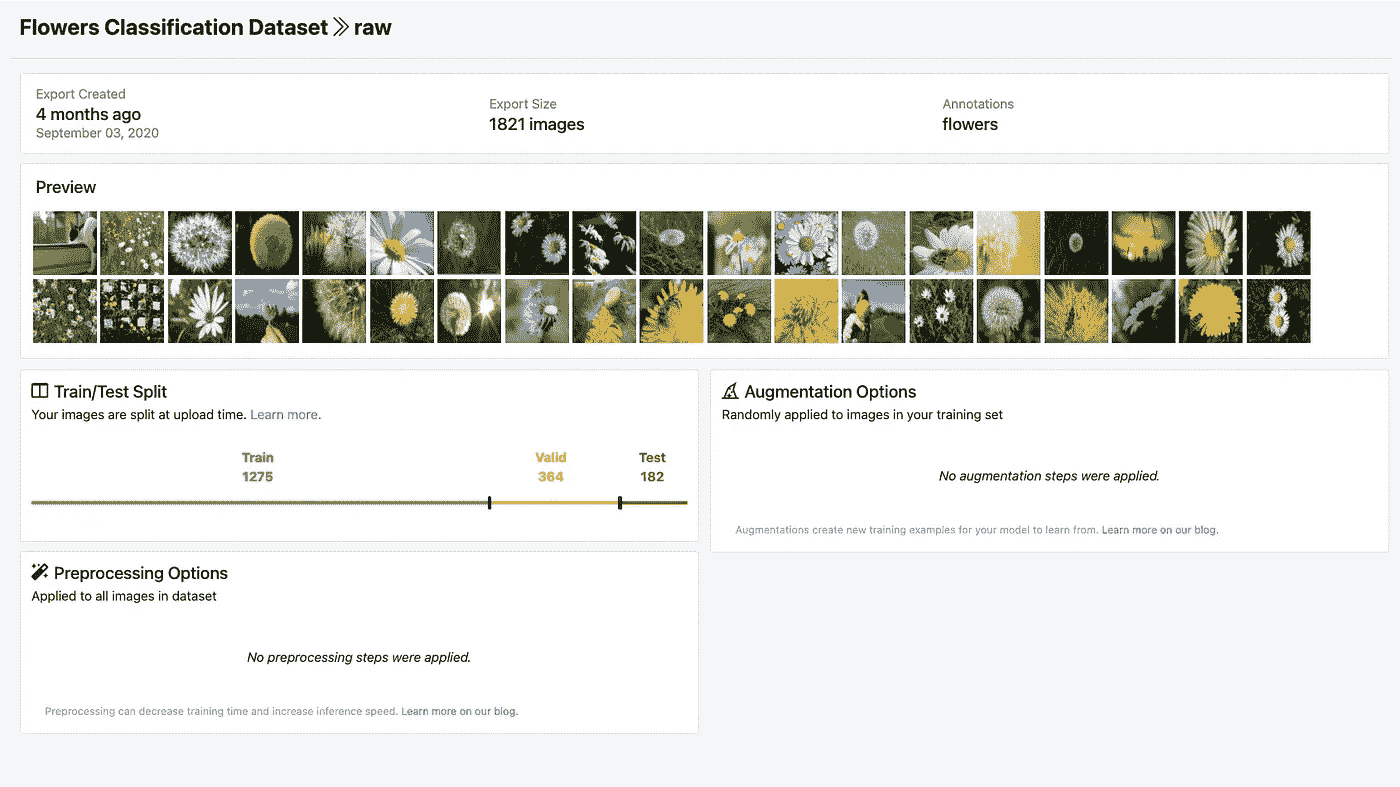 Flowers Classification Dataset raw
Export Created
4 months ago
September 03, 2020
Export Size
1821 images
Annotations
flowers
Preview
Train/Test Split
Your images are split at upload time. Learn more.
Train
1275
Valid
364
Test
182
Augmentation Options
Randomly applied to images in your training set
No augmentation steps were applied.
Augmentations create new training examples for your model to learn from. Learn more on our blog.
Preprocessing Options
Applied to all images in dataset
No preprocessing steps were applied.
Preprocessing can decrease training time and increase inference speed. Learn more on our blog.